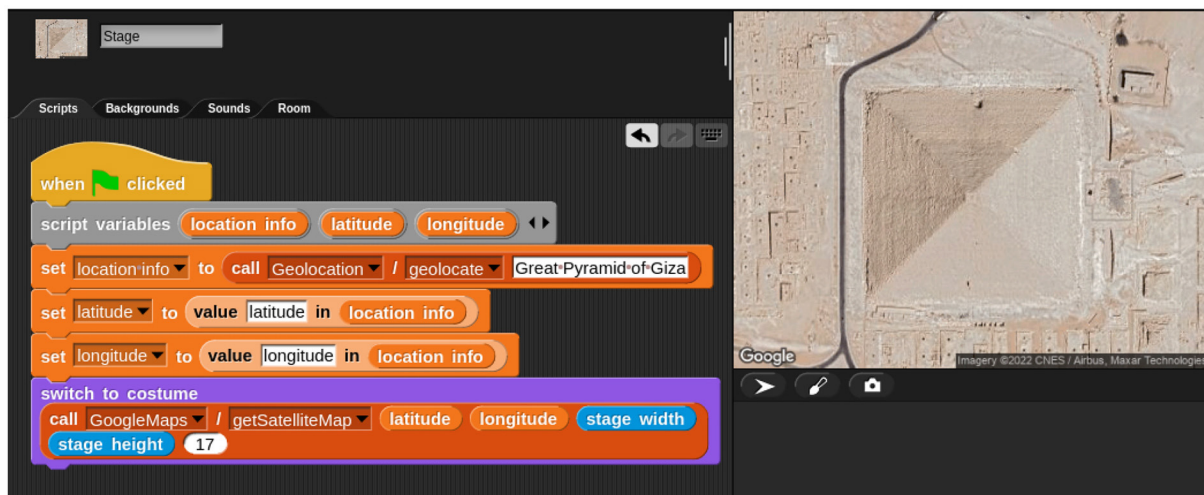 Stage
Scripts Backgrounds Sounds Room
when clicked
script variables location info latitude longitude
set location info to call Geolocation / geolocate Great Pyramid of Giza
set latitude to value latitude in location info
set longitude to value longitude in location info
switch to costume
call GoogleMaps / getSatelliteMap latitude longitude stage width
stage height 17
Google
Imagery ©2022 CNES / Airbus, Maxar Technologies